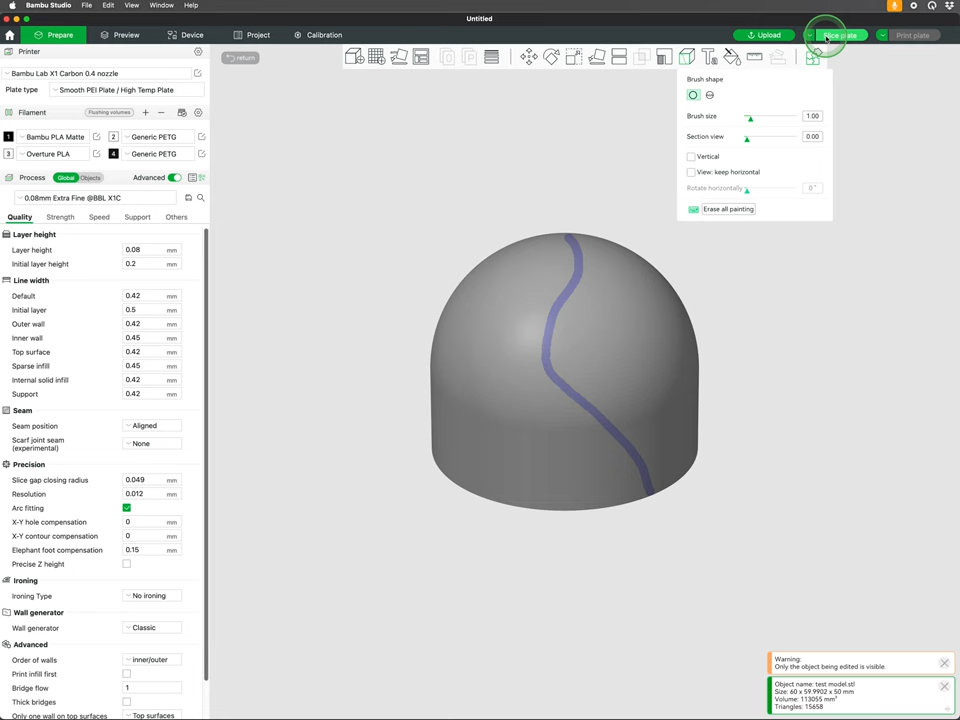 Bambu Studio File Edit View Window Help
Untitled
Prepare Preview Device Project Calibration Upload Slice plate Print plate
Printer
return
Bambu Lab X1 Carbon 0.4 nozzle
Plate type Smooth PEI Plate / High Temp Plate
Filament Flushing volumes
1 Bambu PLA Matte 2 Generic PETG
3 Overture PLA 4 Generic PETG
Process Global Objects Advanced
0.08mm Extra Fine @BBL X1C
Quality Strength Speed Support Others
Layer height
Layer height 0.08 mm
Initial layer height 0.2 mm
Line width
Default 0.42 mm
Initial layer 0.5 mm
Outer wall 0.42 mm
Inner wall 0.45 mm
Top surface 0.42 mm
Sparse infill 0.45 mm
Internal solid infill 0.42 mm
Support 0.42 mm
Seam
Seam position Aligned
Scarf joint seam
(experimental) None
Precision
Slice gap closing radius 0.049 mm
Resolution 0.012 mm
Arc fitting
X-Y hole compensation 0 mm
X-Y contour compensation 0 mm
Elephant foot compensation 0.15 mm
Precise Z height
Ironing
Ironing Type No ironing
Wall generator
Wall generator Classic
Advanced
Order of walls inner/outer
Print infill first
Bridge flow 1
Thick bridges
Only one wall on top surfaces Top surfaces
Brush shape
Brush size 1.00
Section view 0.00
Vertical
View: keep horizontal
Rotate horizontally 0 °
Erase all painting
Warning:
Only the object being edited is visible.
Object name: test model.stl
Size: 60 x 59.9902 x 50 mm
Volume: 113055 mm³
Triangles: 15658